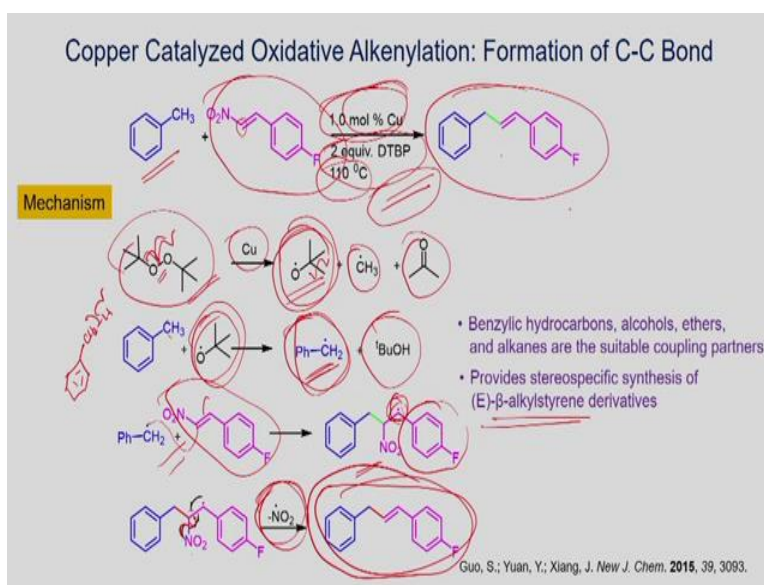 Copper Catalyzed Oxidative Alkenylation: Formation of C-C Bond
CH3
+
O2N
F
1.0 mol % Cu
2 equiv. DTBP
110 0C
F
Mechanism
O
O
Cu
O
+
CH3
+
O
CH3
+
O
Ph-CH2
+
tBuOH
Ph-CH2
+
O2N
F
NO2
F
NO2
F
-NO2
F
• Benzylic hydrocarbons, alcohols, ethers,
and alkanes are the suitable coupling partners
• Provides stereospecific synthesis of
(E)-β-alkylstyrene derivatives
Guo, S.; Yuan, Y.; Xiang, J. New J. Chem. 2015, 39, 3093.